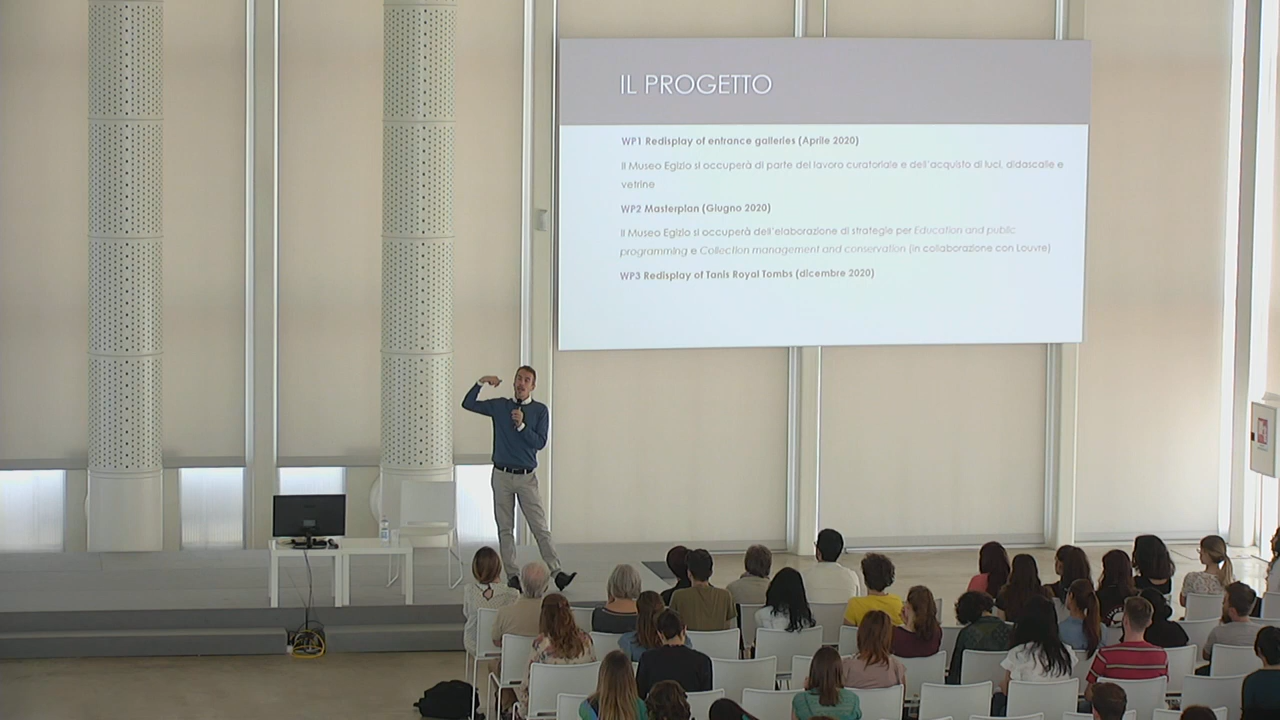 IL PROGETTO
WP1 Redisplay of entrance galleries (Aprile 2020)
Il Museo Egizio si occuperà di parte del lavoro curatoriale e dell'acquisto di luci, didascalie e
vetrine
WP2 Masterplan (Giugno 2020)
Il Museo Egizio si occuperà dell'elaborazione di strategie per Education and public
programming e Collection management and conservation (in collaborazione con Louvre)
WP3 Redisplay of Tanis Royal Tombs (dicembre 2020)